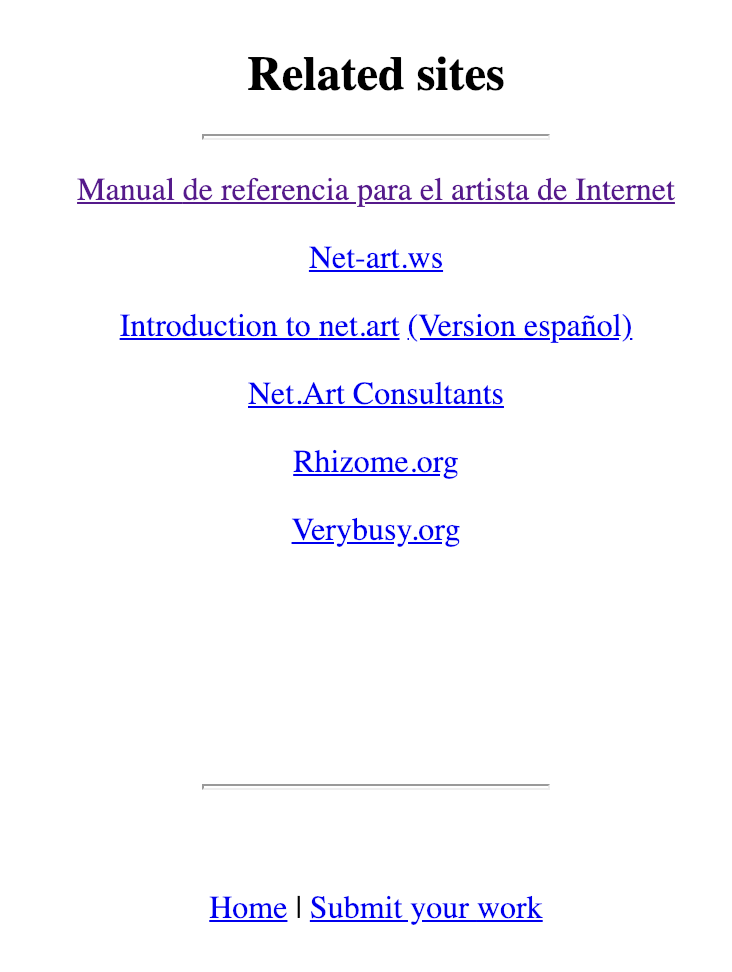 Related sites
Manual de referencia para el artista de Internet
Net-art.ws
Introduction to net.art (Version español)
Net.Art Consultants
Rhizome.org
Verybusy.org
Home | Submit your work